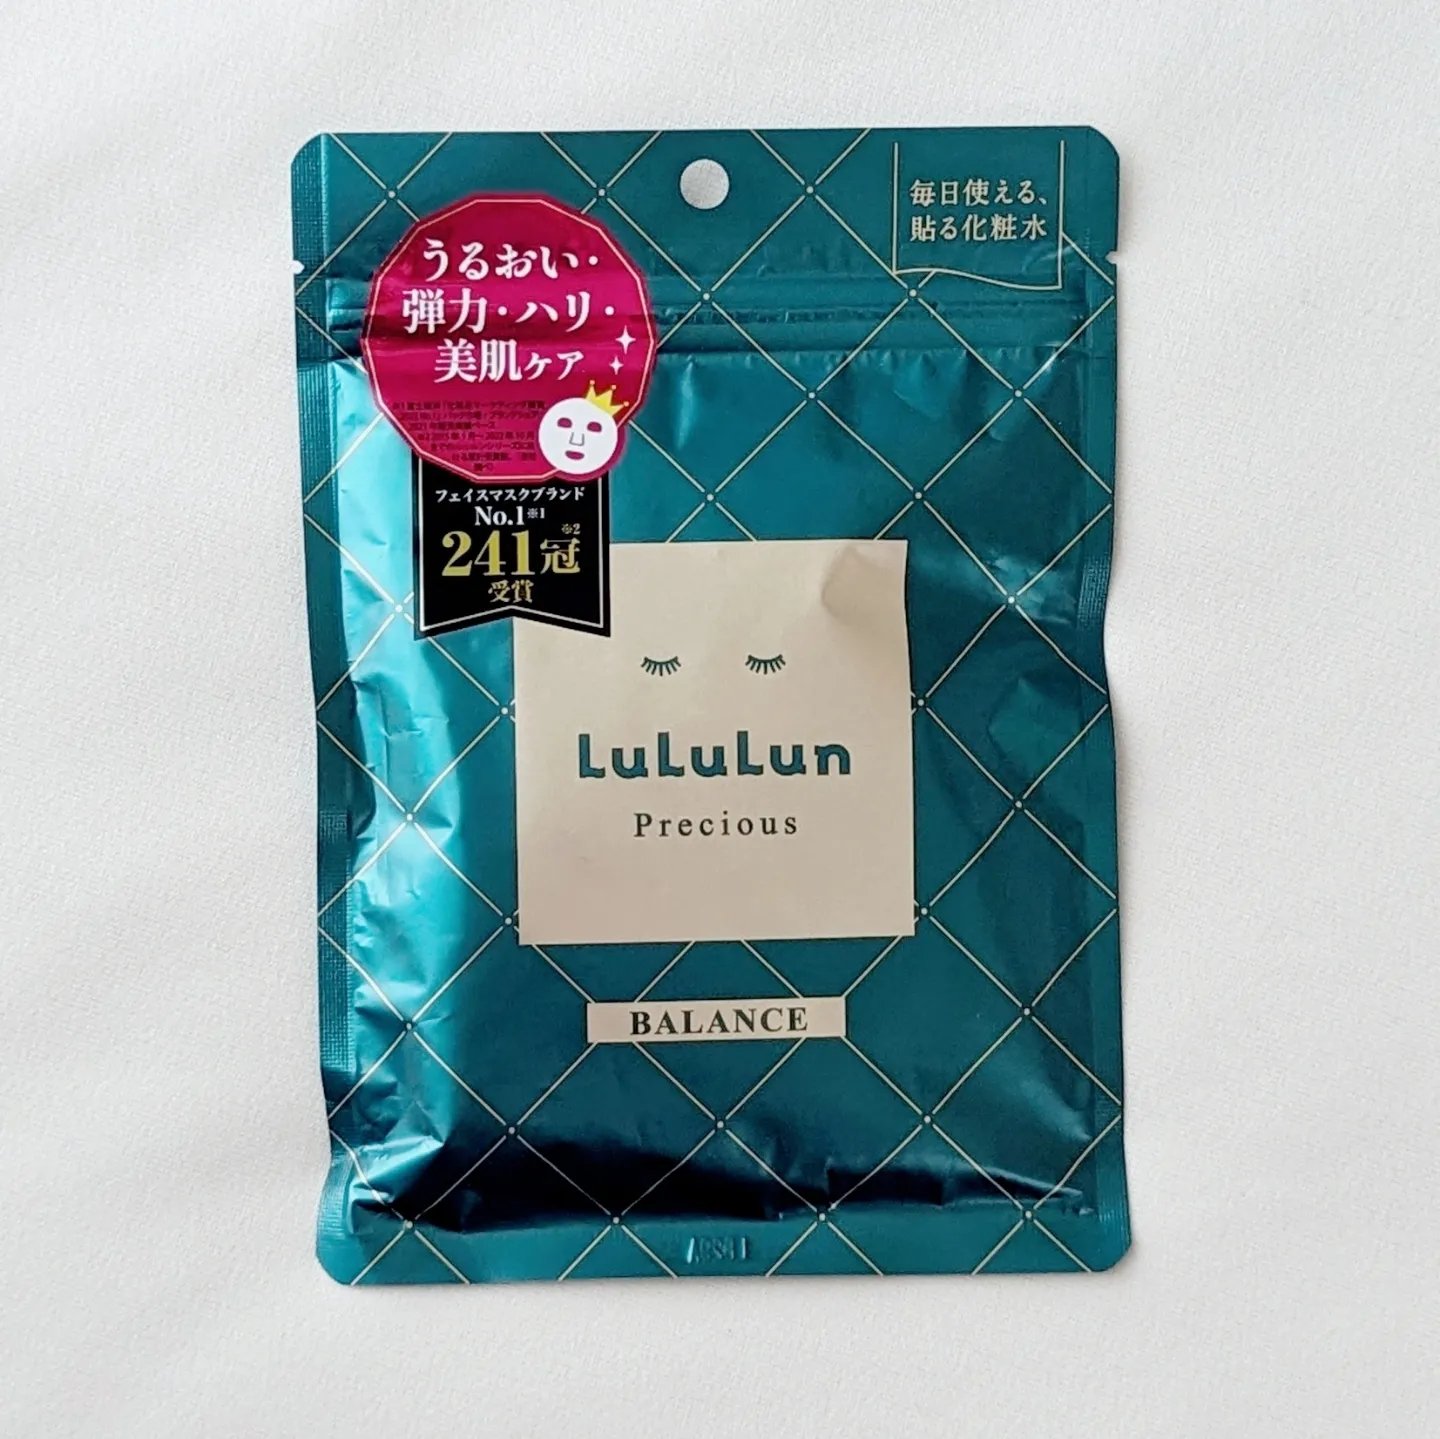 毎日使える、
貼る化粧水
うるおい・
弾力・ハリ・
美肌ケア
フェイスマスクブランド
No.1※1
241冠※2
受賞
LuLuLun
Precious
BALANCE